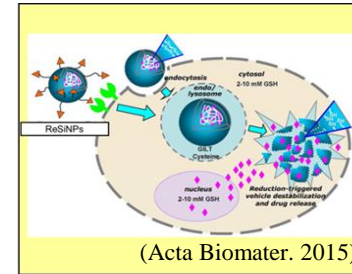 endocytosis
cytosol
2-10 mM GSH
endo/
lysosome
ReSiNPs
GILT
Cysteine
nucleus
2-10 mM GSH
Reduction-triggered
vehicle destabilization
and drug release
(Acta Biomater. 2015)